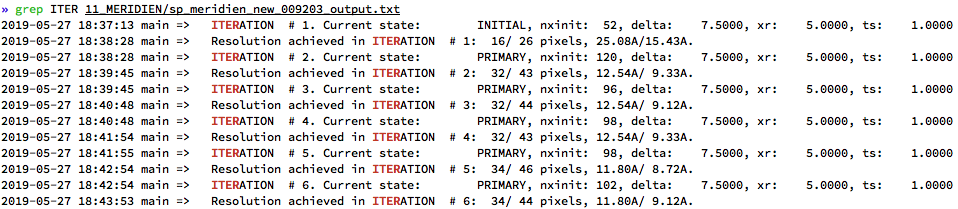 » grep ITER 11_MERIDIEN/sp_meridien_new_009203_output.txt
2019-05-27 18:37:13 main => ITERATION # 1. Current state: INITIAL, nxinit: 52, delta: 7.5000, xr: 5.0000, ts: 1.0000
2019-05-27 18:38:28 main => Resolution achieved in ITERATION # 1: 16/ 26 pixels, 25.08A/15.43A.
2019-05-27 18:38:28 main => ITERATION # 2. Current state: PRIMARY, nxinit: 120, delta: 7.5000, xr: 5.0000, ts: 1.0000
2019-05-27 18:39:45 main => Resolution achieved in ITERATION # 2: 32/ 43 pixels, 12.54A/ 9.33A.
2019-05-27 18:39:45 main => ITERATION # 3. Current state: PRIMARY, nxinit: 96, delta: 7.5000, xr: 5.0000, ts: 1.0000
2019-05-27 18:40:48 main => Resolution achieved in ITERATION # 3: 32/ 44 pixels, 12.54A/ 9.12A.
2019-05-27 18:40:48 main => ITERATION # 4. Current state: PRIMARY, nxinit: 98, delta: 7.5000, xr: 5.0000, ts: 1.0000
2019-05-27 18:41:54 main => Resolution achieved in ITERATION # 4: 32/ 43 pixels, 12.54A/ 9.33A.
2019-05-27 18:41:55 main => ITERATION # 5. Current state: PRIMARY, nxinit: 98, delta: 7.5000, xr: 5.0000, ts: 1.0000
2019-05-27 18:42:54 main => Resolution achieved in ITERATION # 5: 34/ 46 pixels, 11.80A/ 8.72A.
2019-05-27 18:42:54 main => ITERATION # 6. Current state: PRIMARY, nxinit: 102, delta: 7.5000, xr: 5.0000, ts: 1.0000
2019-05-27 18:43:53 main => Resolution achieved in ITERATION # 6: 34/ 44 pixels, 11.80A/ 9.12A.